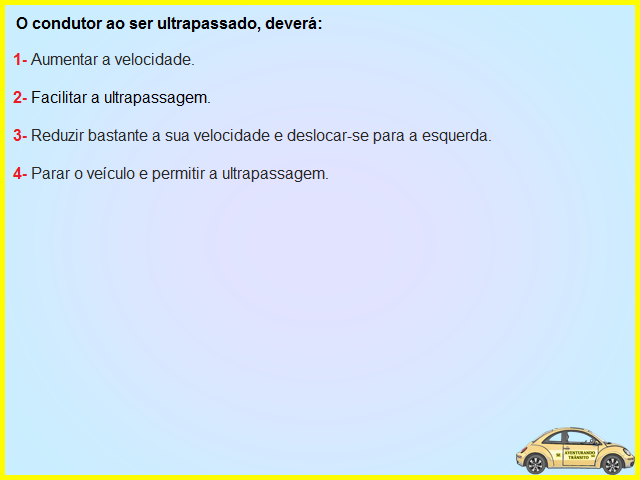 O condutor ao ser ultrapassado, deverá:
1- Aumentar a velocidade.
2- Facilitar a ultrapassagem.
3- Reduzir bastante a sua velocidade e deslocar-se para a esquerda.
4- Parar o veículo e permitir a ultrapassagem.
AVENTURANDO
TRÂNSITO